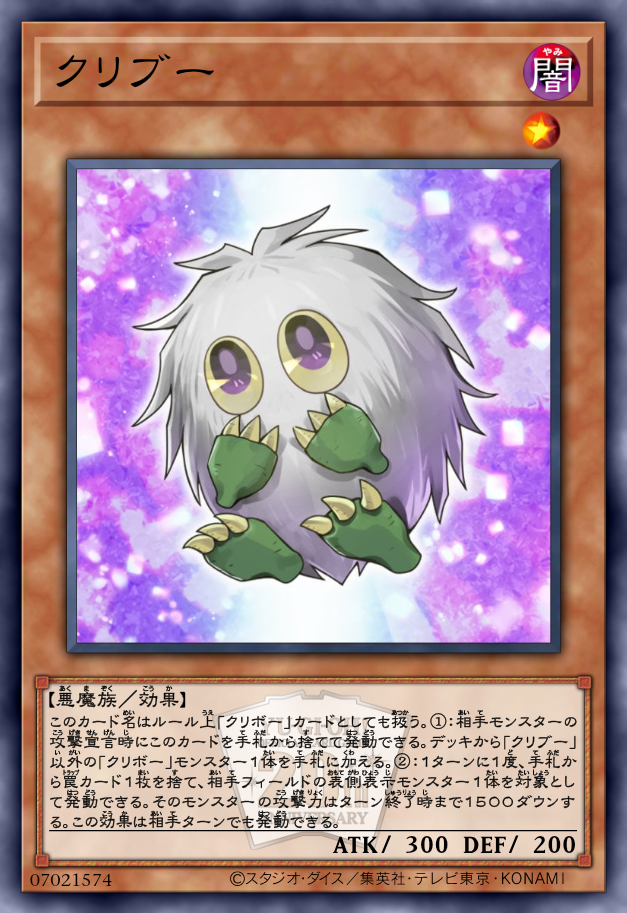 クリブー
やみ
闇
【悪魔族／効果】
このカード名はルール上「クリボー」カードとしても扱う。①：相手モンスターの
攻撃宣言時にこのカードを手札から捨てて発動できる。デッキから「クリブー」
以外の「クリボー」モンスター１体を手札に加える。②：１ターンに１度、手札か
ら罠カード１枚を捨て、相手フィールドの表側表示モンスター１体を対象とし
て発動できる。そのモンスターの攻撃力はターン終了時まで１５００ダウンす
る。この効果は相手ターンでも発動できる。
ATK/ 300 DEF/ 200
07021574 ©スタジオ・ダイス／集英社・テレビ東京・KONAMI